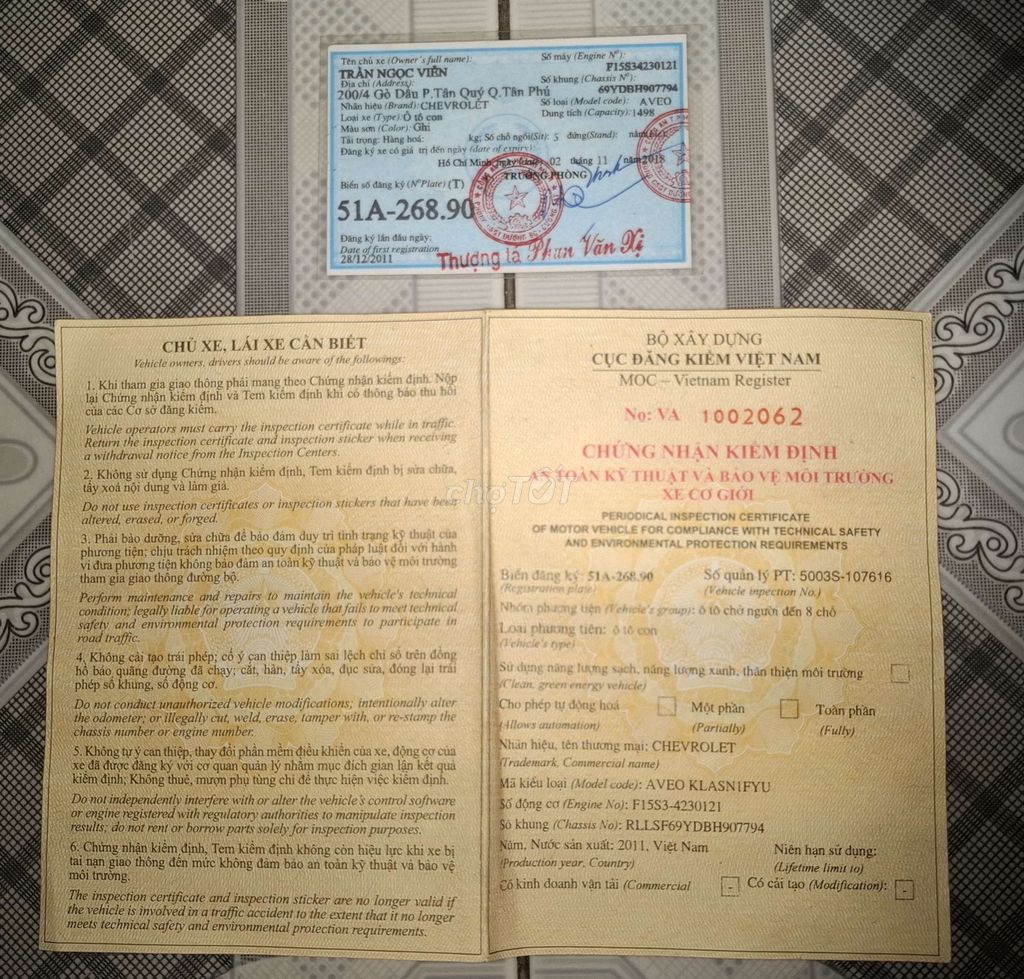 Tên chủ xe (Owner's full name):
TRẦN NGỌC VIÊN
Địa chỉ (Address):
200/4 Gò Dầu P.Tân Quý Q.Tân Phú
Nhãn hiệu (Brand): CHEVROLET
Loại xe (Type): Ô tô con
Màu sơn (Color): Ghi
Tải trọng: Hàng hoá: kg; Số chỗ ngồi(Sit): 5 đứng(Stand): nằm
Đăng ký xe có giá trị đến ngày (date of expiry)
Số máy (Engine Nº):
F15S34230121
Số khung (Chassis Nº):
69YDBH907794
Số loại (Model code): AVEO
Dung tích (Capacity): 1498
Hồ Chí Minh, ngày (date) 02 tháng 11 năm 2018
TRƯỞNG PHÒNG
Biển số đăng ký (NºPlate) (T)
51A-268.90
Đăng ký lần đầu ngày:
Date of first registration
28/12/2011
Thượng tá Phan Văn Xị
CHỦ XE, LÁI XE CẦN BIẾT
Vehicle owners, drivers should be aware of the followings:
1. Khi tham gia giao thông phải mang theo Chứng nhận kiểm định. Nộp
lại Chứng nhận kiểm định và Tem kiểm định khi có thông báo thu hồi
của các Cơ sở đăng kiểm.
Vehicle operators must carry the inspection certificate while in traffic.
Return the inspection certificate and inspection sticker when receiving
a withdrawal notice from the Inspection Centers.
2. Không sử dụng Chứng nhận kiểm định, Tem kiểm định bị sửa chữa,
tẩy xoá nội dung và làm giả.
Do not use inspection certificates or inspection stickers that have been
altered, erased, or forged.
3. Phải bảo dưỡng, sửa chữa để bảo đảm duy trì tình trạng kỹ thuật của
phương tiện; chịu trách nhiệm theo quy định của pháp luật đối với hành
vi đưa phương tiện không bảo đảm an toàn kỹ thuật và bảo vệ môi trường
tham gia giao thông đường bộ.
Perform maintenance and repairs to maintain the vehicle's technical
condition; legally liable for operating a vehicle that fails to meet technical
safety and environmental protection requirements to participate in
road traffic.
4. Không cải tạo trái phép; cố ý can thiệp làm sai lệch chỉ số trên đồng
hồ báo quãng đường đã chạy; cắt, hàn, tẩy xóa, đục sửa, đóng lại trái
phép số khung, số động cơ.
Do not conduct unauthorized vehicle modifications; intentionally alter
the odometer; or illegally cut, weld, erase, tamper with, or re-stamp the
chassis number or engine number.
5. Không tự ý can thiệp, thay đổi phần mềm điều khiển của xe, động cơ của
xe đã được đăng ký với cơ quan quản lý nhằm mục đích gian lận kết quả
kiểm định; Không thuê, mượn phụ tùng chỉ để thực hiện việc kiểm định.
Do not independently interfere with or alter the vehicle's control software
or engine registered with regulatory authorities to manipulate inspection
results; do not rent or borrow parts solely for inspection purposes.
6. Chứng nhận kiểm định, Tem kiểm định không còn hiệu lực khi xe bị
tai nạn giao thông đến mức không đảm bảo an toàn kỹ thuật và bảo vệ
môi trường.
The inspection certificate and inspection sticker are no longer valid if
the vehicle is involved in a traffic accident to the extent that it no longer
meets technical safety and environmental protection requirements.
BỘ XÂY DỰNG
CỤC ĐĂNG KIỂM VIỆT NAM
MOC – Vietnam Register
No: VA 1002062
CHỨNG NHẬN KIỂM ĐỊNH
AN TOÀN KỸ THUẬT VÀ BẢO VỆ MÔI TRƯỜNG
XE CƠ GIỚI
chợTỐT
PERIODICAL INSPECTION CERTIFICATE
OF MOTOR VEHICLE FOR COMPLIANCE WITH TECHNICAL SAFETY
AND ENVIRONMENTAL PROTECTION REQUIREMENTS
Biển đăng ký: 51A-268.90 Số quản lý PT: 5003S-107616
(Registration plate) (Vehicle inspection No.)
Nhóm phương tiện (Vehicle's group): ô tô chở người đến 8 chỗ
Loại phương tiện: ô tô con
(Vehicle's type)
Sử dụng năng lượng sạch, năng lượng xanh, thân thiện môi trường
(Clean, green energy vehicle)
Cho phép tự động hoá Một phần Toàn phần
(Allows automation) (Partially) (Fully)
Nhãn hiệu, tên thương mại: CHEVROLET
(Trademark, Commercial name)
Mã kiểu loại (Model code): AVEO KLASN1FYU
Số động cơ (Engine No): F15S3-4230121
Số khung (Chassis No): RLLSF69YDBH907794
Năm, Nước sản xuất: 2011, Việt Nam Niên hạn sử dụng:
(Production year, Country) (Lifetime limit to)
Có kinh doanh vận tải (Commercial - Có cải tạo (Modification): -